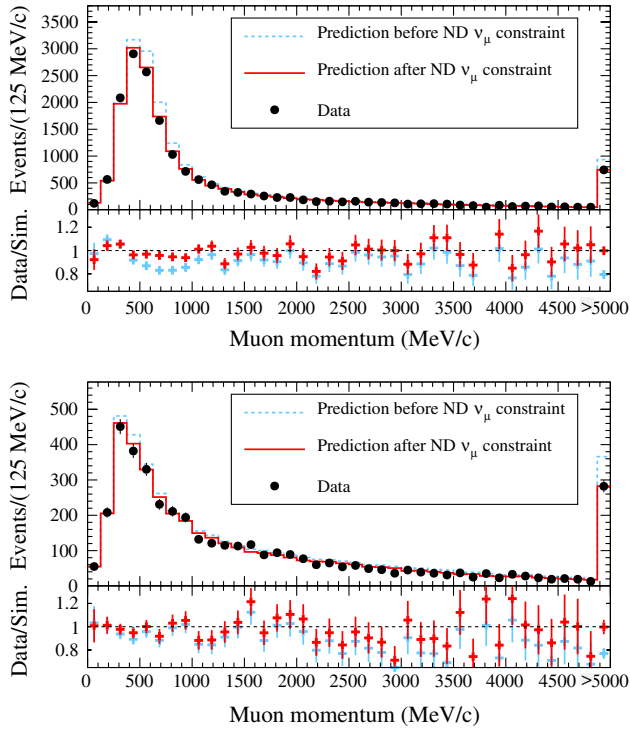 Events/(125 MeV/c)
3500
3000
2500
2000
1500
1000
500
0
Prediction before ND νμ constraint
Prediction after ND νμ constraint
Data
Data/Sim.
1.2
1
0.8
0 500 1000 1500 2000 2500 3000 3500 4000 4500 >5000
Muon momentum (MeV/c)
Events/(125 MeV/c)
500
400
300
200
100
0
Prediction before ND νμ constraint
Prediction after ND νμ constraint
Data
Data/Sim.
1.2
1
0.8
0 500 1000 1500 2000 2500 3000 3500 4000 4500 >5000
Muon momentum (MeV/c)